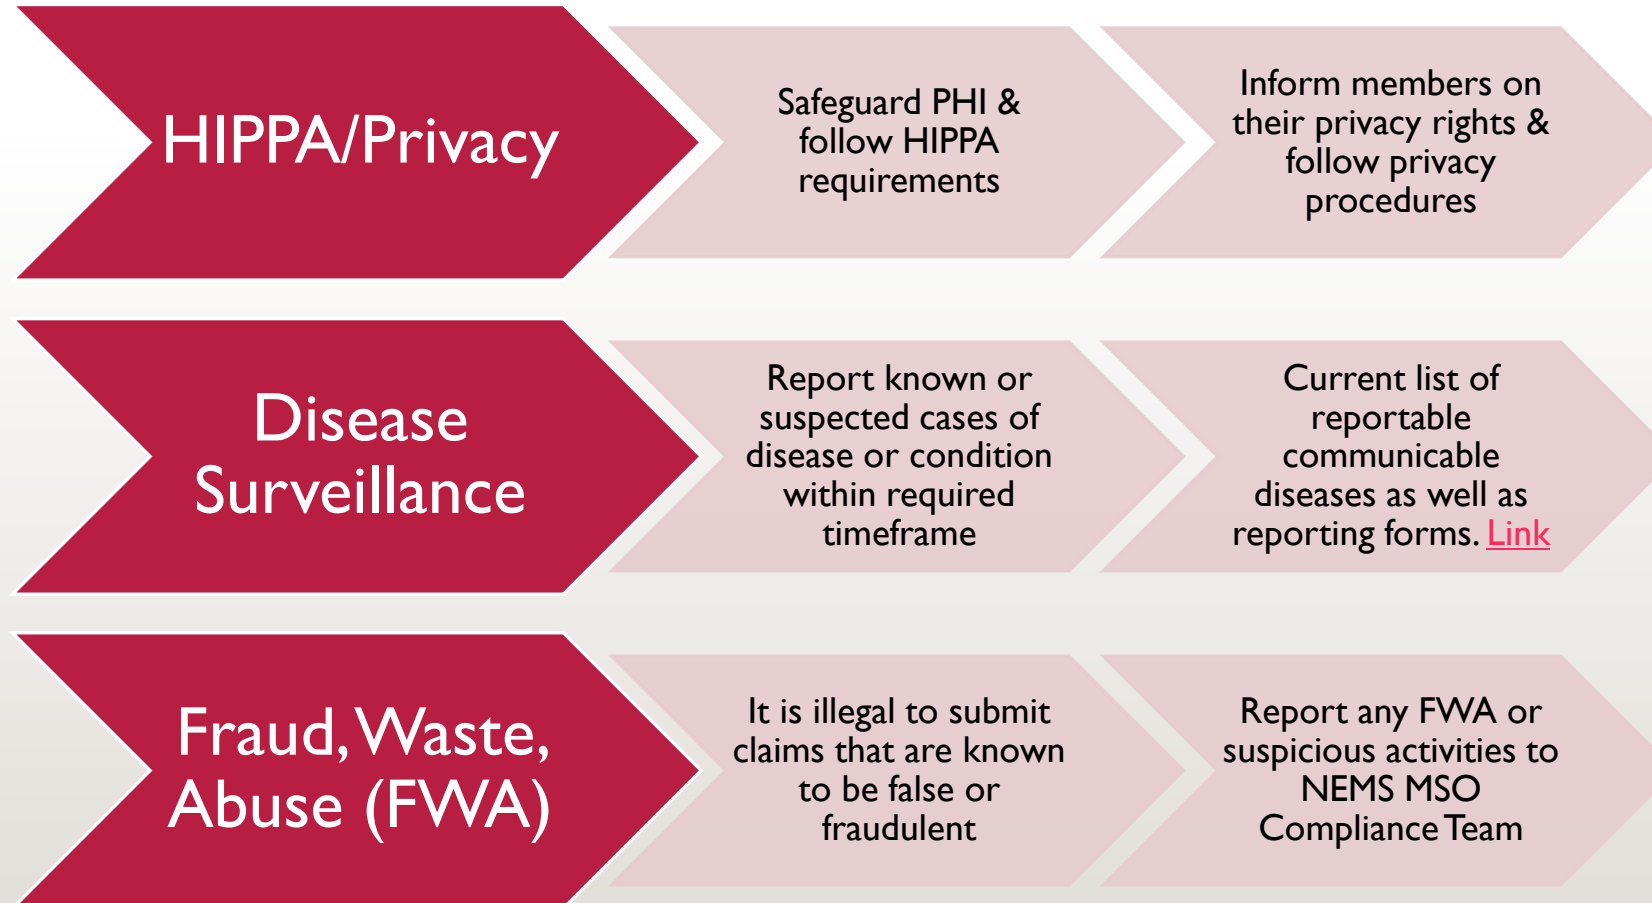 HIPPA/Privacy
Safeguard PHI &
follow HIPPA
requirements
Inform members on
their privacy rights &
follow privacy
procedures
Disease
Surveillance
Report known or
suspected cases of
disease or condition
within required
timeframe
Current list of
reportable
communicable
diseases as well as
reporting forms. Link
Fraud, Waste,
Abuse (FWA)
It is illegal to submit
claims that are known
to be false or
fraudulent
Report any FWA or
suspicious activities to
NEMS MSO
Compliance Team